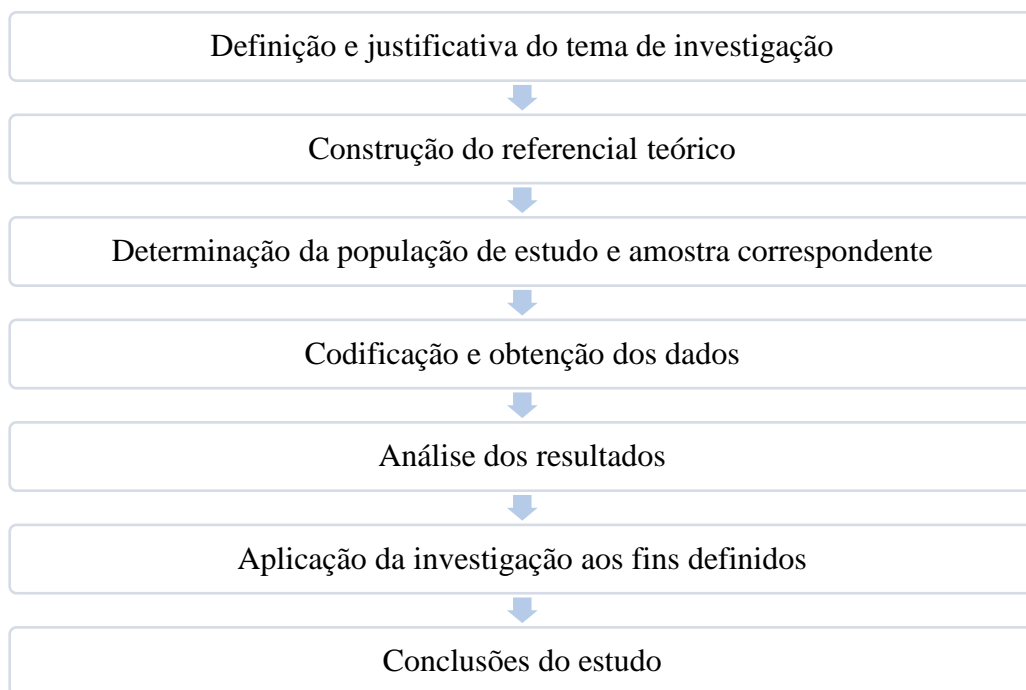 Definição e justificativa do tema de investigação
Construção do referencial teórico
Determinação da população de estudo e amostra correspondente
Codificação e obtenção dos dados
Análise dos resultados
Aplicação da investigação aos fins definidos
Conclusões do estudo